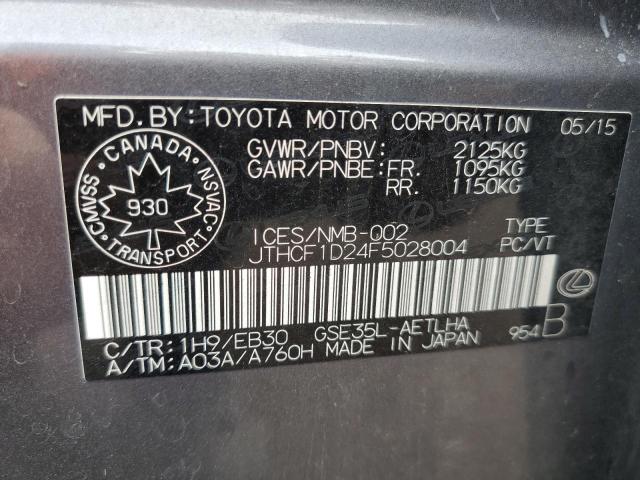 MFD. BY: TOYOTA MOTOR CORPORATION 05/15
CANADA
CMVSS
NSVAC
930
TRANSPORT
GVWR/PNBV: 2125KG
GAWR/PNBE: FR. 1095KG
RR. 1150KG
ICES/NMB-002
JTHCF1D24F5028004
TYPE
PC/VT
C/TR: 1H9/EB30 GSE35L-AETLHA
A/TM: A03A/A760H MADE IN JAPAN
954 B